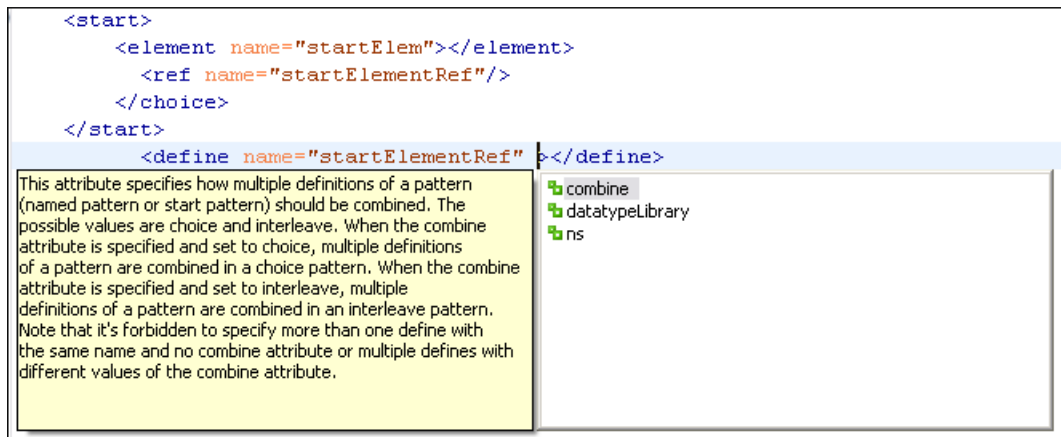 <start>
<element name="startElem"></element>
<ref name="startElementRef"/>
</choice>
</start>
<define name="startElementRef" ></define>
This attribute specifies how multiple definitions of a pattern
(named pattern or start pattern) should be combined. The
possible values are choice and interleave. When the combine
attribute is specified and set to choice, multiple definitions
of a pattern are combined in a choice pattern. When the combine
attribute is specified and set to interleave, multiple
definitions of a pattern are combined in an interleave pattern.
Note that it's forbidden to specify more than one define with
the same name and no combine attribute or multiple defines with
different values of the combine attribute.
combine
datatypeLibrary
ns